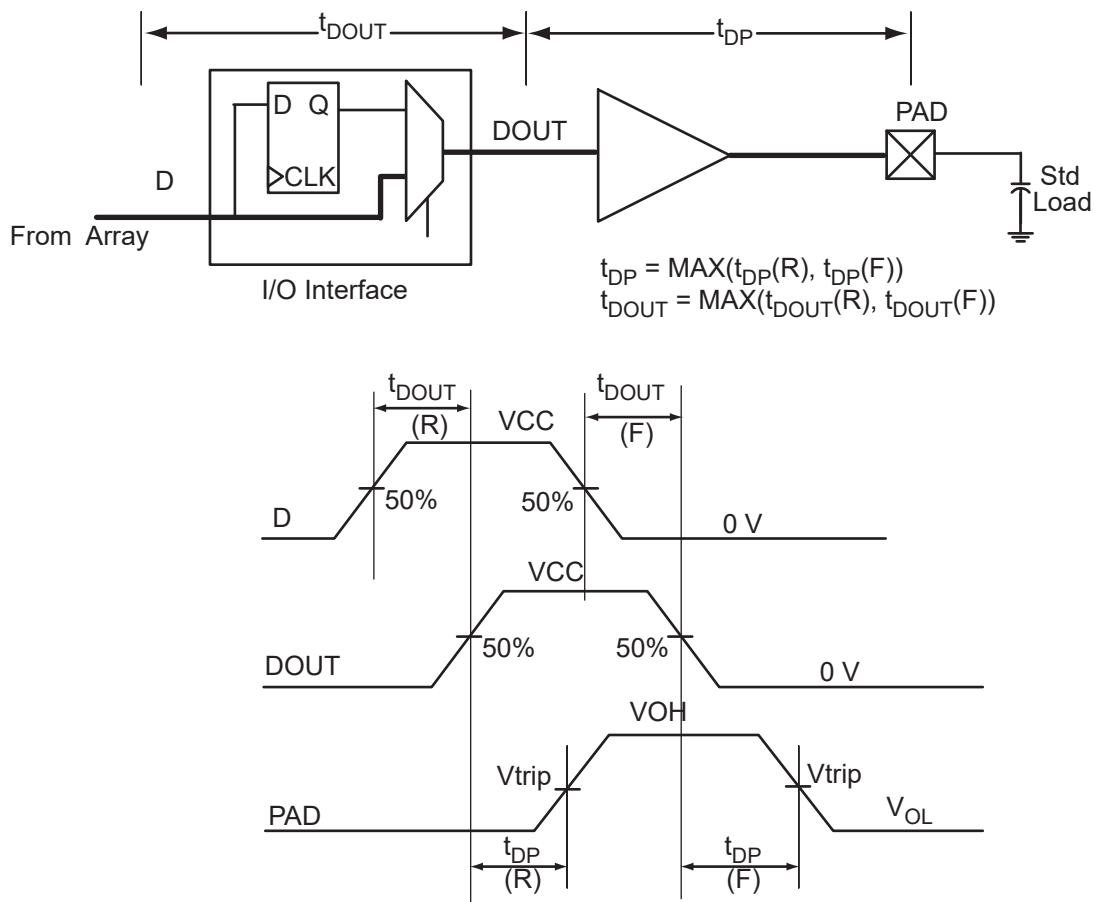 tDOUT
tDP
D Q
CLK
D
From Array
I/O Interface
DOUT
PAD
Std
Load
tDP = MAX(tDP(R), tDP(F))
tDOUT = MAX(tDOUT(R), tDOUT(F))
tDOUT
(R)
VCC
tDOUT
(F)
50%
50%
D
0 V
VCC
50%
50%
DOUT
0 V
VOH
Vtrip
Vtrip
PAD
VOL
tDP
(R)
tDP
(F)